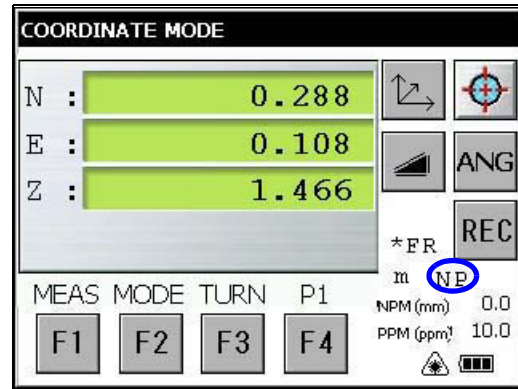 COORDINATE MODE
N : 0.288
E : 0.108
Z : 1.466
ANG
REC
*FR
m NP
NPM (mm) 0.0
PPM (ppm) 10.0
MEAS MODE TURN P1
F1 F2 F3 F4